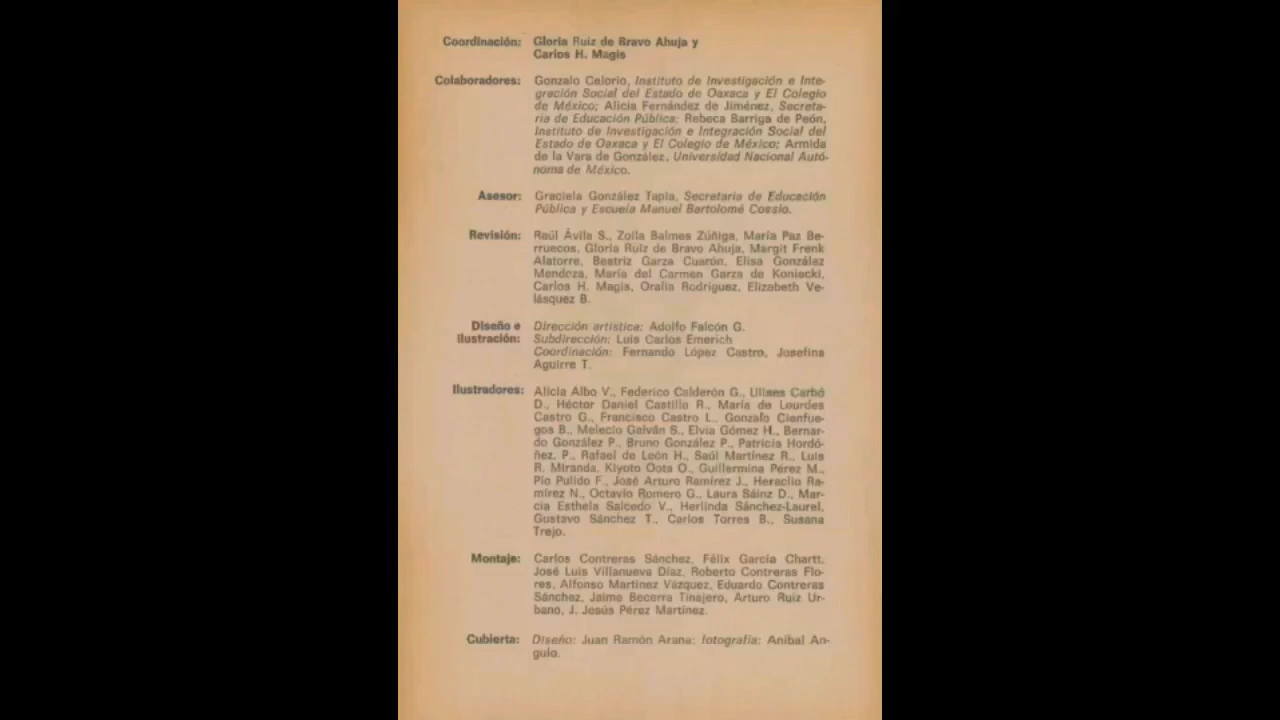 Coordinación: Gloria Ruiz de Bravo Ahuja y
Carlos H. Magis
Colaboradores: Gonzalo Celorio, Instituto de Investigación e Inte-
gración Social del Estado de Oaxaca y El Colegio
de México; Alicia Fernández de Jiménez, Secreta-
ría de Educación Pública; Rebeca Barriga de Peón,
Instituto de Investigación e Integración Social del
Estado de Oaxaca y El Colegio de México; Armida
de la Vara de González, Universidad Nacional Autó-
noma de México.
Asesor: Graciela González Tapia, Secretaría de Educación
Pública y Escuela Manuel Bartolomé Cossío.
Revisión: Raúl Ávila S., Zoila Balmes Zúñiga, María Paz Be-
rruecos, Gloria Ruiz de Bravo Ahuja, Margit Frenk
Alatorre, Beatriz Garza Cuarón, Elisa González
Mendoza, María del Carmen Garza de Koniecki,
Carlos H. Magis, Oralia Rodríguez, Elizabeth Ve-
lásquez B.
Diseño e Dirección artística: Adolfo Falcón G.
Ilustración: Subdirección: Luis Carlos Emerich
Coordinación: Fernando López Castro, Josefina
Aguirre T.
Ilustradores: Alicia Albo V., Federico Calderón G., Ulises Carbó
D., Héctor Daniel Castillo R., María de Lourdes
Castro G., Francisco Castro L., Gonzalo Cienfue-
gos B., Melecio Galván S., Elvia Gómez H., Bernar-
do González P., Bruno González P., Patricia Hordó-
ñez, P., Rafael de León H., Saúl Martínez R., Luis
R. Miranda, Kiyoto Oota O., Guillermina Pérez M.,
Pío Pulido F., José Arturo Ramírez J., Heraclio Ra-
mírez N., Octavio Romero G., Laura Sáinz D., Mar-
cia Esthela Salcedo V., Herlinda Sánchez-Laurel,
Gustavo Sánchez T., Carlos Torres B., Susana
Trejo.
Montaje: Carlos Contreras Sánchez, Félix García Chartt,
José Luis Villanueva Díaz, Roberto Contreras Flo-
res, Alfonso Martínez Vázquez, Eduardo Contreras
Sánchez, Jaime Becerra Tinajero, Arturo Ruiz Ur-
bano, J. Jesús Pérez Martínez.
Cubierta: Diseño: Juan Ramón Arana; fotografía: Aníbal An-
gulo.